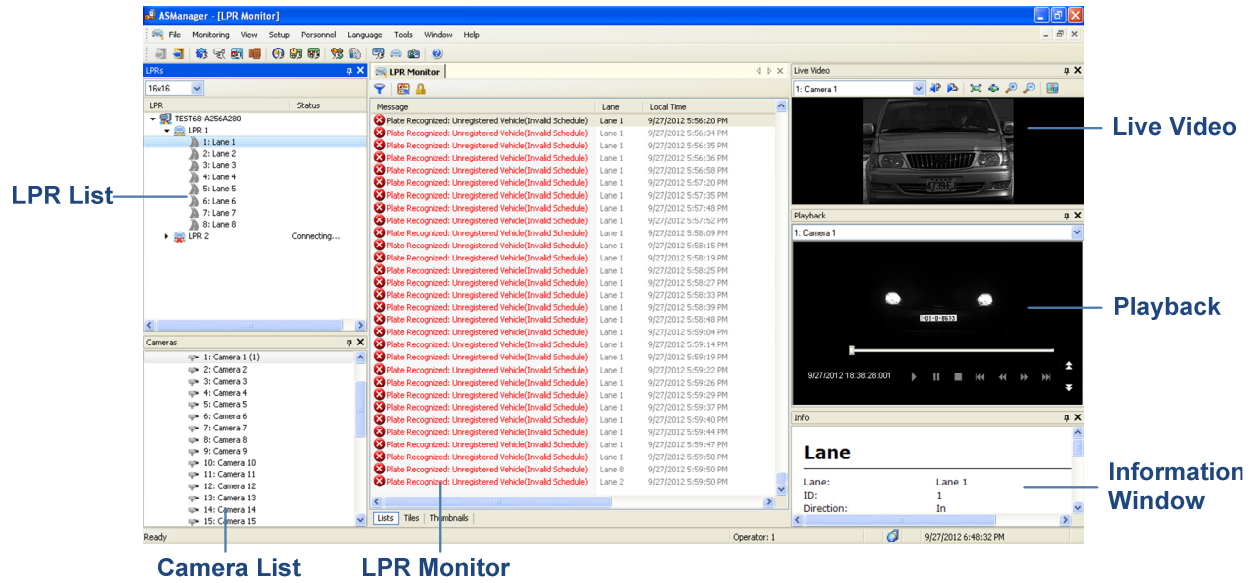 ASManager - [LPR Monitor]
File Monitoring View Setup Personnel Language Tools Window Help
LPRs
16x16
LPR Status
TEST68-A256A280
LPR 1
1: Lane 1
2: Lane 2
3: Lane 3
4: Lane 4
5: Lane 5
6: Lane 6
7: Lane 7
8: Lane 8
LPR 2 Connecting...
LPR List
Cameras
1: Camera 1 (1)
2: Camera 2
3: Camera 3
4: Camera 4
5: Camera 5
6: Camera 6
7: Camera 7
8: Camera 8
9: Camera 9
10: Camera 10
11: Camera 11
12: Camera 12
13: Camera 13
14: Camera 14
15: Camera 15
Camera List
LPR Monitor
Message Lane Local Time
Plate Recognized: Unregistered Vehicle(Invalid Schedule) Lane 1 9/27/2012 5:56:20 PM
Plate Recognized: Unregistered Vehicle(Invalid Schedule) Lane 1 9/27/2012 5:56:34 PM
Plate Recognized: Unregistered Vehicle(Invalid Schedule) Lane 1 9/27/2012 5:56:35 PM
Plate Recognized: Unregistered Vehicle(Invalid Schedule) Lane 1 9/27/2012 5:56:36 PM
Plate Recognized: Unregistered Vehicle(Invalid Schedule) Lane 1 9/27/2012 5:56:58 PM
Plate Recognized: Unregistered Vehicle(Invalid Schedule) Lane 1 9/27/2012 5:57:20 PM
Plate Recognized: Unregistered Vehicle(Invalid Schedule) Lane 1 9/27/2012 5:57:35 PM
Plate Recognized: Unregistered Vehicle(Invalid Schedule) Lane 1 9/27/2012 5:57:48 PM
Plate Recognized: Unregistered Vehicle(Invalid Schedule) Lane 1 9/27/2012 5:57:52 PM
Plate Recognized: Unregistered Vehicle(Invalid Schedule) Lane 1 9/27/2012 5:58:09 PM
Plate Recognized: Unregistered Vehicle(Invalid Schedule) Lane 1 9/27/2012 5:58:15 PM
Plate Recognized: Unregistered Vehicle(Invalid Schedule) Lane 1 9/27/2012 5:58:19 PM
Plate Recognized: Unregistered Vehicle(Invalid Schedule) Lane 1 9/27/2012 5:58:25 PM
Plate Recognized: Unregistered Vehicle(Invalid Schedule) Lane 1 9/27/2012 5:58:27 PM
Plate Recognized: Unregistered Vehicle(Invalid Schedule) Lane 1 9/27/2012 5:58:33 PM
Plate Recognized: Unregistered Vehicle(Invalid Schedule) Lane 1 9/27/2012 5:58:39 PM
Plate Recognized: Unregistered Vehicle(Invalid Schedule) Lane 1 9/27/2012 5:58:48 PM
Plate Recognized: Unregistered Vehicle(Invalid Schedule) Lane 1 9/27/2012 5:59:04 PM
Plate Recognized: Unregistered Vehicle(Invalid Schedule) Lane 1 9/27/2012 5:59:14 PM
Plate Recognized: Unregistered Vehicle(Invalid Schedule) Lane 1 9/27/2012 5:59:19 PM
Plate Recognized: Unregistered Vehicle(Invalid Schedule) Lane 1 9/27/2012 5:59:22 PM
Plate Recognized: Unregistered Vehicle(Invalid Schedule) Lane 1 9/27/2012 5:59:26 PM
Plate Recognized: Unregistered Vehicle(Invalid Schedule) Lane 1 9/27/2012 5:59:29 PM
Plate Recognized: Unregistered Vehicle(Invalid Schedule) Lane 1 9/27/2012 5:59:37 PM
Plate Recognized: Unregistered Vehicle(Invalid Schedule) Lane 1 9/27/2012 5:59:40 PM
Plate Recognized: Unregistered Vehicle(Invalid Schedule) Lane 1 9/27/2012 5:59:44 PM
Plate Recognized: Unregistered Vehicle(Invalid Schedule) Lane 1 9/27/2012 5:59:47 PM
Plate Recognized: Unregistered Vehicle(Invalid Schedule) Lane 1 9/27/2012 5:59:50 PM
Plate Recognized: Unregistered Vehicle(Invalid Schedule) Lane 8 9/27/2012 5:59:50 PM
Plate Recognized: Unregistered Vehicle(Invalid Schedule) Lane 2 9/27/2012 5:59:50 PM
Lists Tiles Thumbnails
LPR Monitor
Live Video
1: Camera 1
Live Video
Playback
1. Camera 1
Playback
9/27/2012 18:38:28.001
Info
Lane
Lane: Lane 1
ID: 1
Direction: In
Information
Window
Ready Operator: 1 9/27/2012 6:48:32 PM